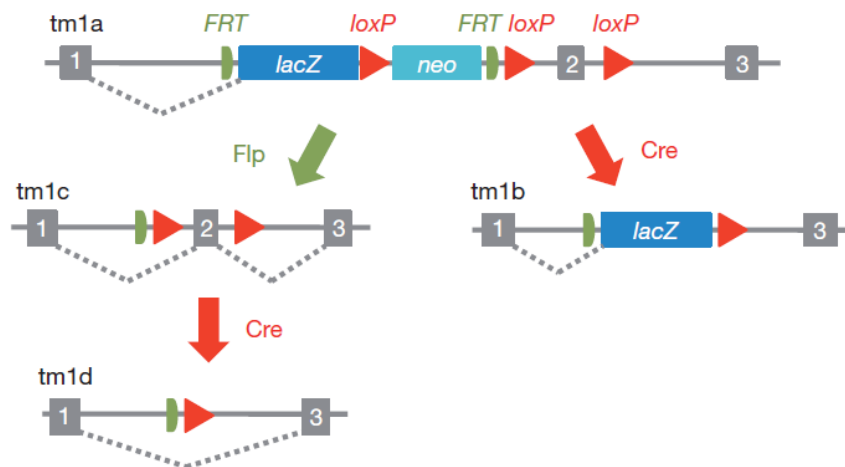 tm1a FRT loxP FRT loxP loxP
1 lacZ neo 2 3
Flp Cre
tm1c tm1b
1 2 3 1 lacZ 3
Cre
tm1d
1 3